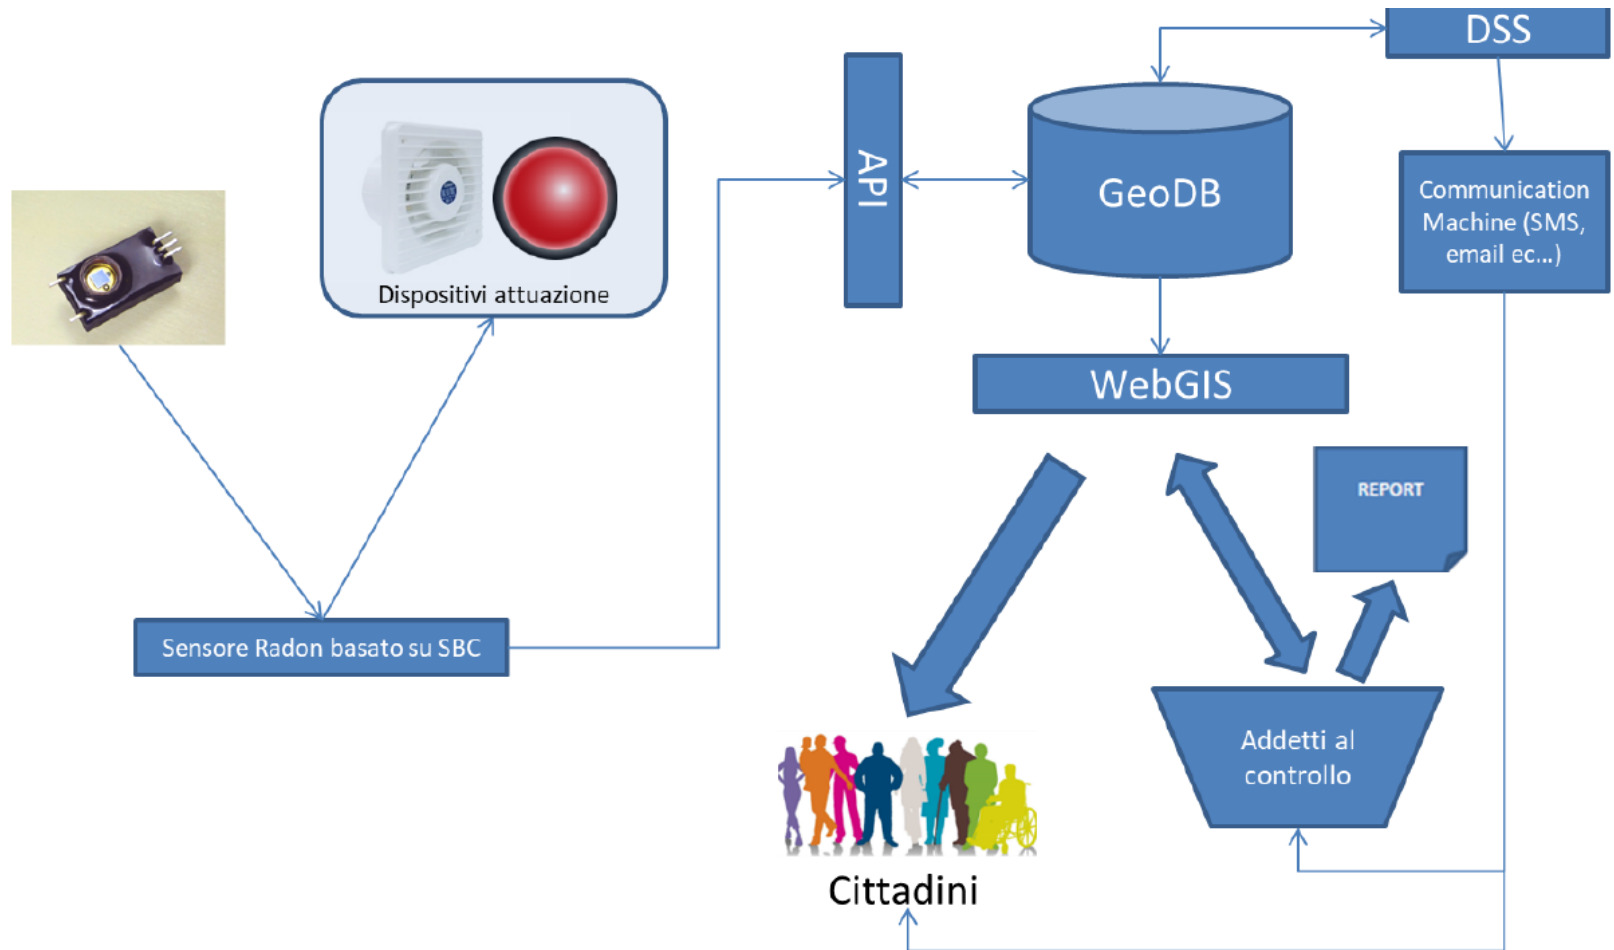 DSS
API
GeoDB
Communication
Machine (SMS,
email ec...)
Dispositivi attuazione
WebGIS
REPORT
Sensore Radon basato su SBC
Addetti al
controllo
Cittadini